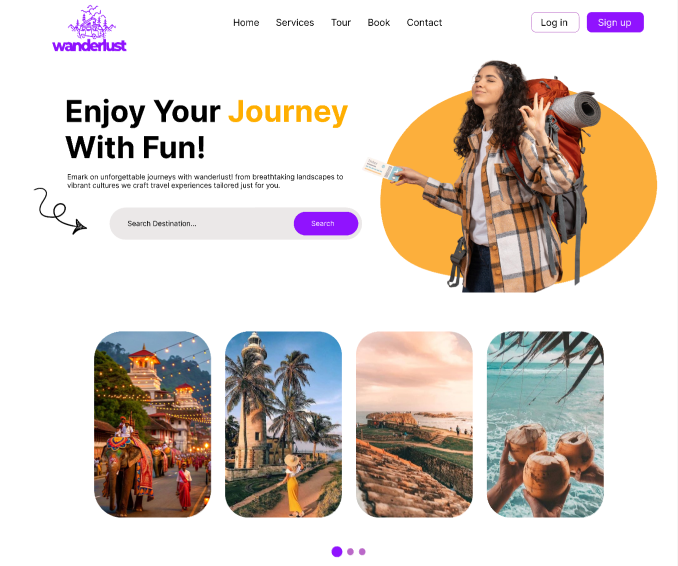 wanderlust
Home Services Tour Book Contact
Log in
Sign up
Enjoy Your Journey
With Fun!
Emark on unforgettable journeys with wanderlust! from breathtaking landscapes to
vibrant cultures we craft travel experiences tailored just for you.
Search Destination...
Search